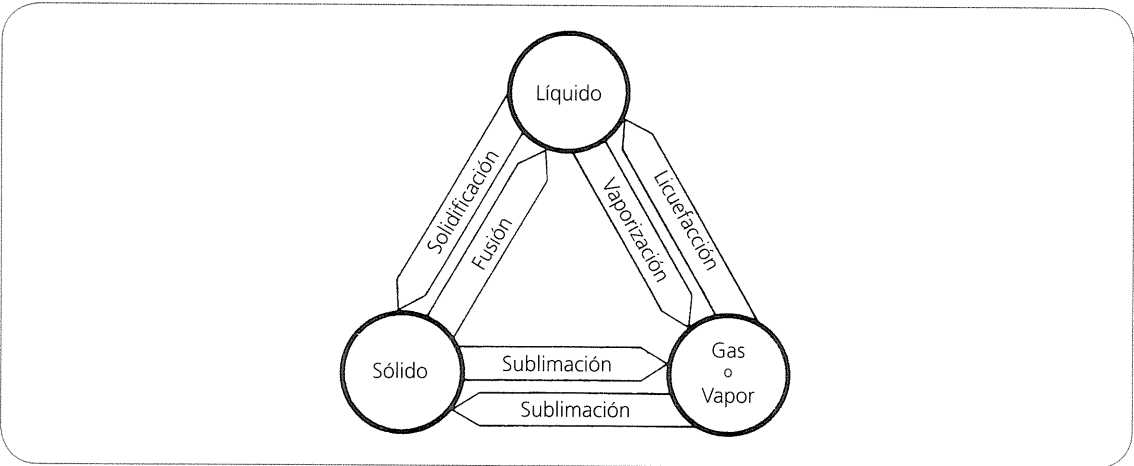 Líquido
Solidificación
Fusión
Vaporización
Licuefacción
Sólido
Sublimación
Sublimación
Gas
o
Vapor